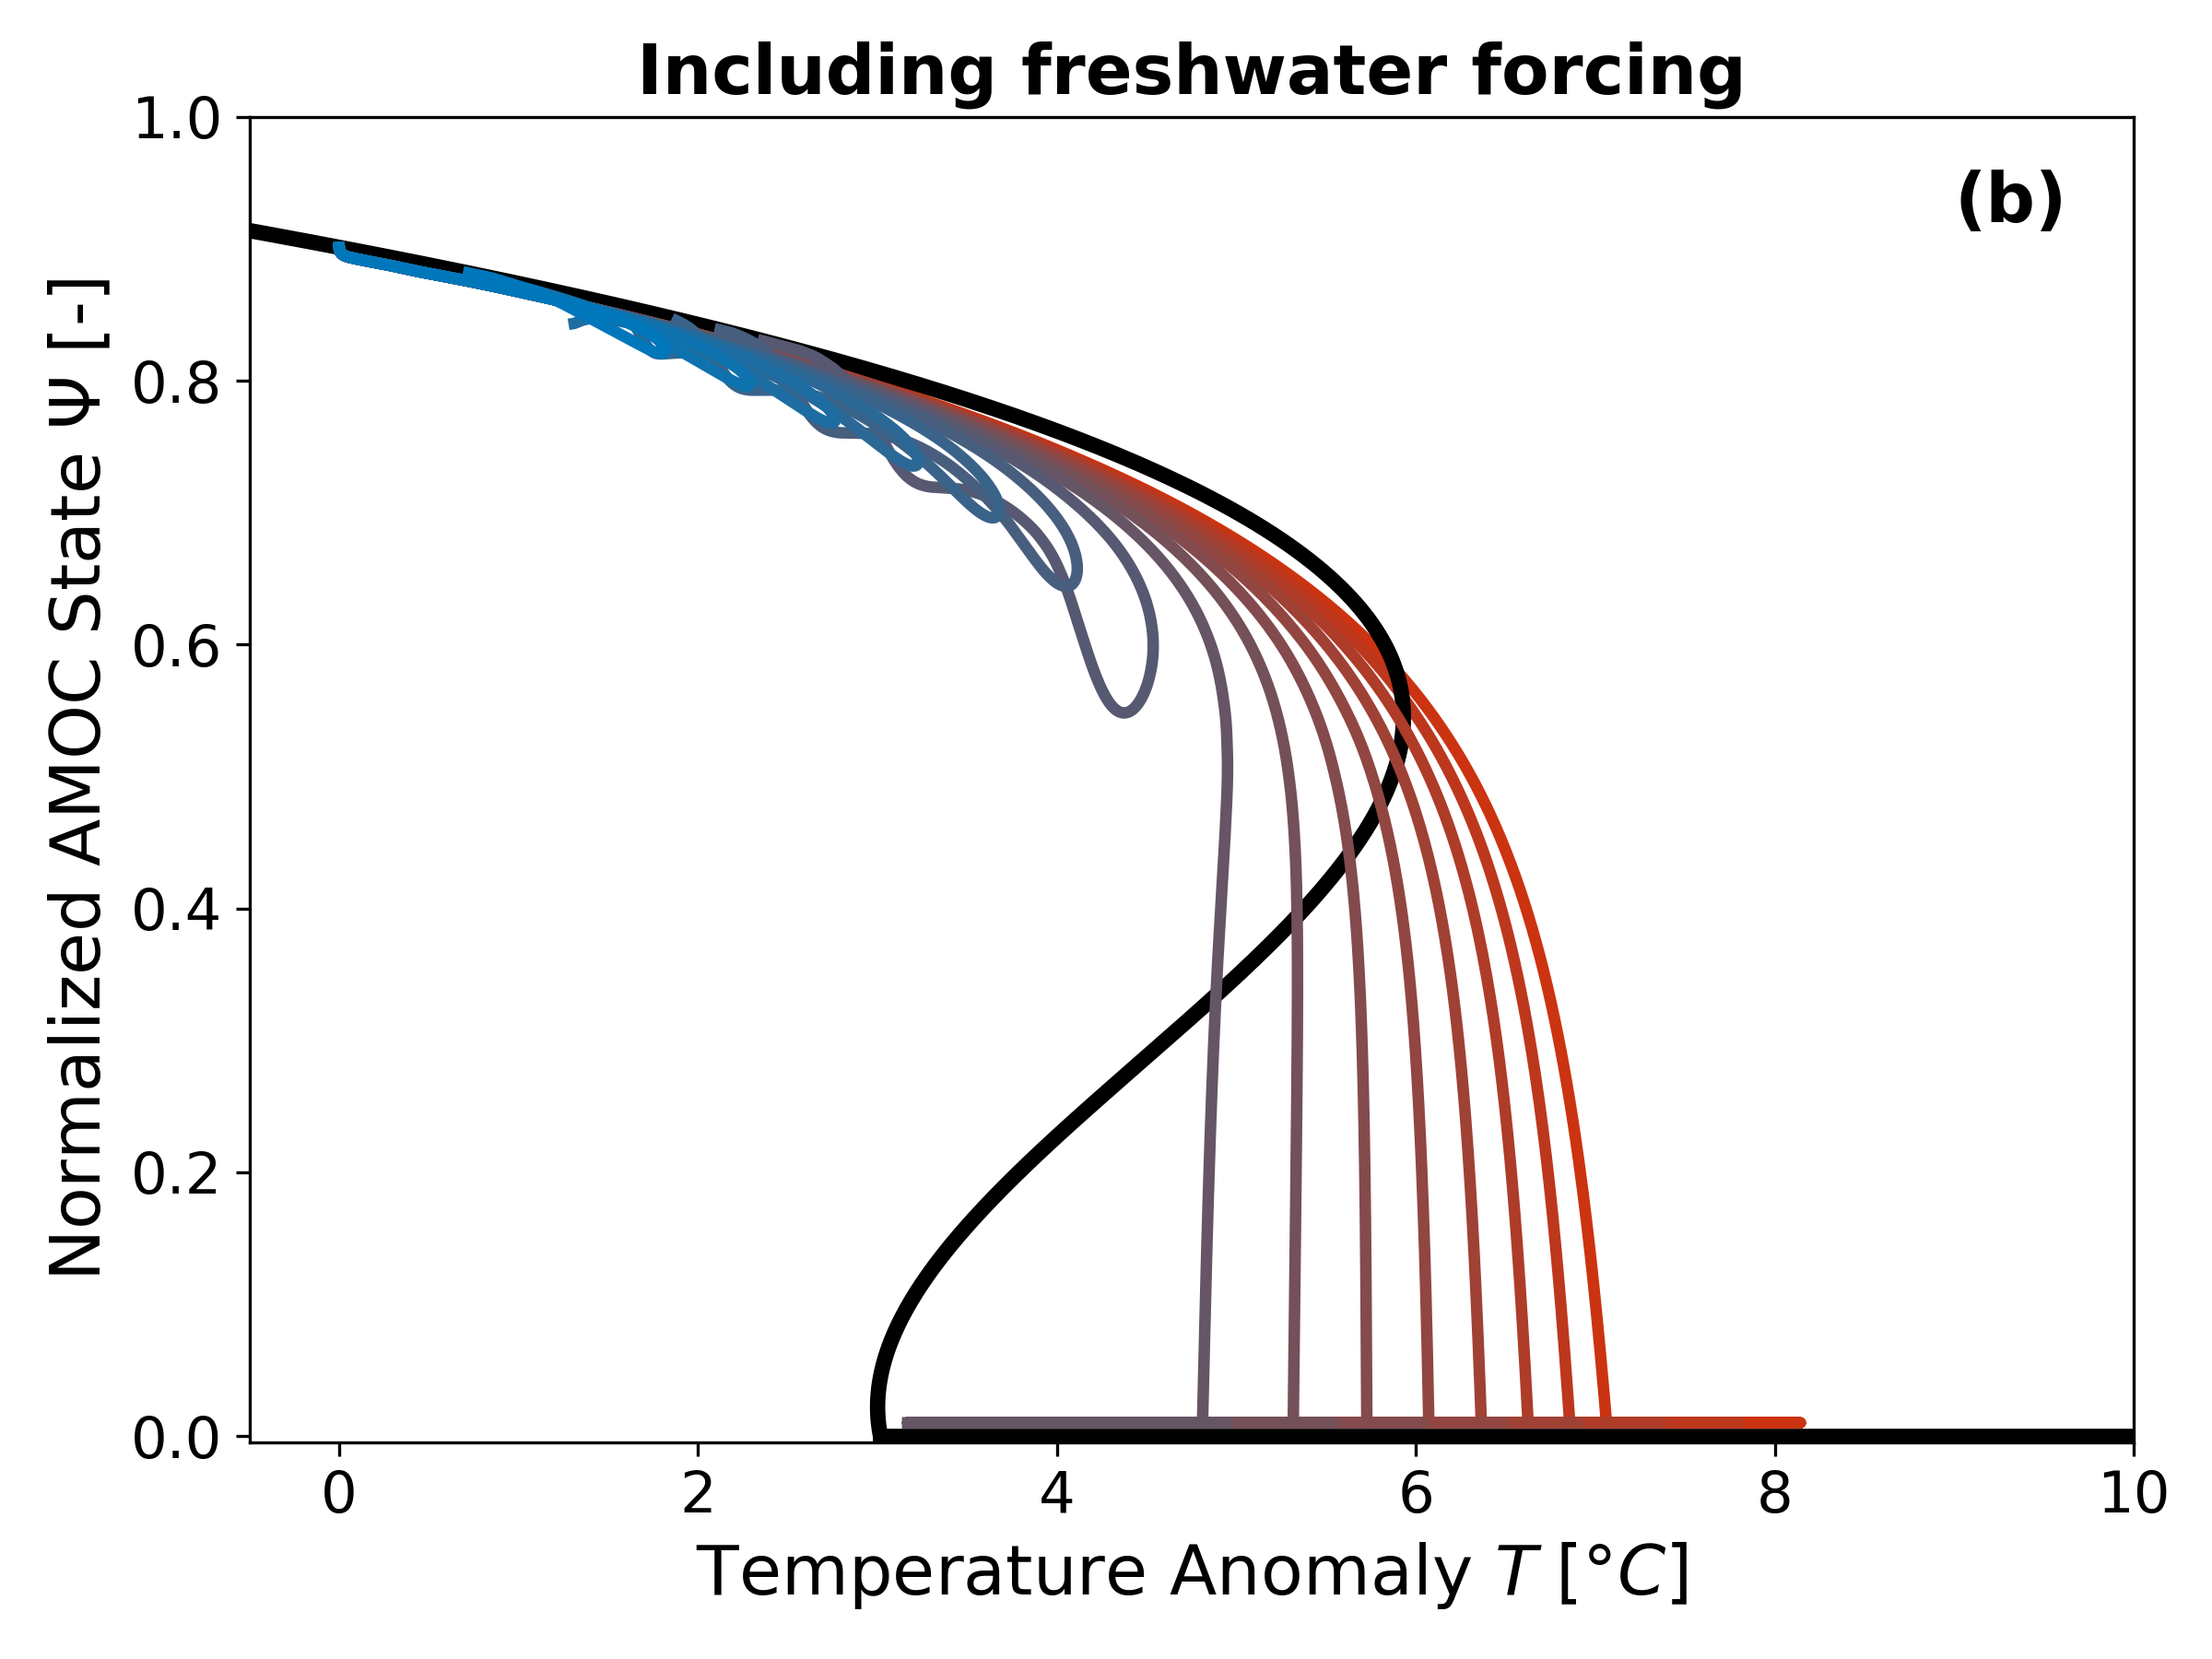 Including freshwater forcing
(b)
Normalized AMOC State Ψ [-]
1.0
0.8
0.6
0.4
0.2
0.0
0 2 4 6 8 10
Temperature Anomaly T [°C]